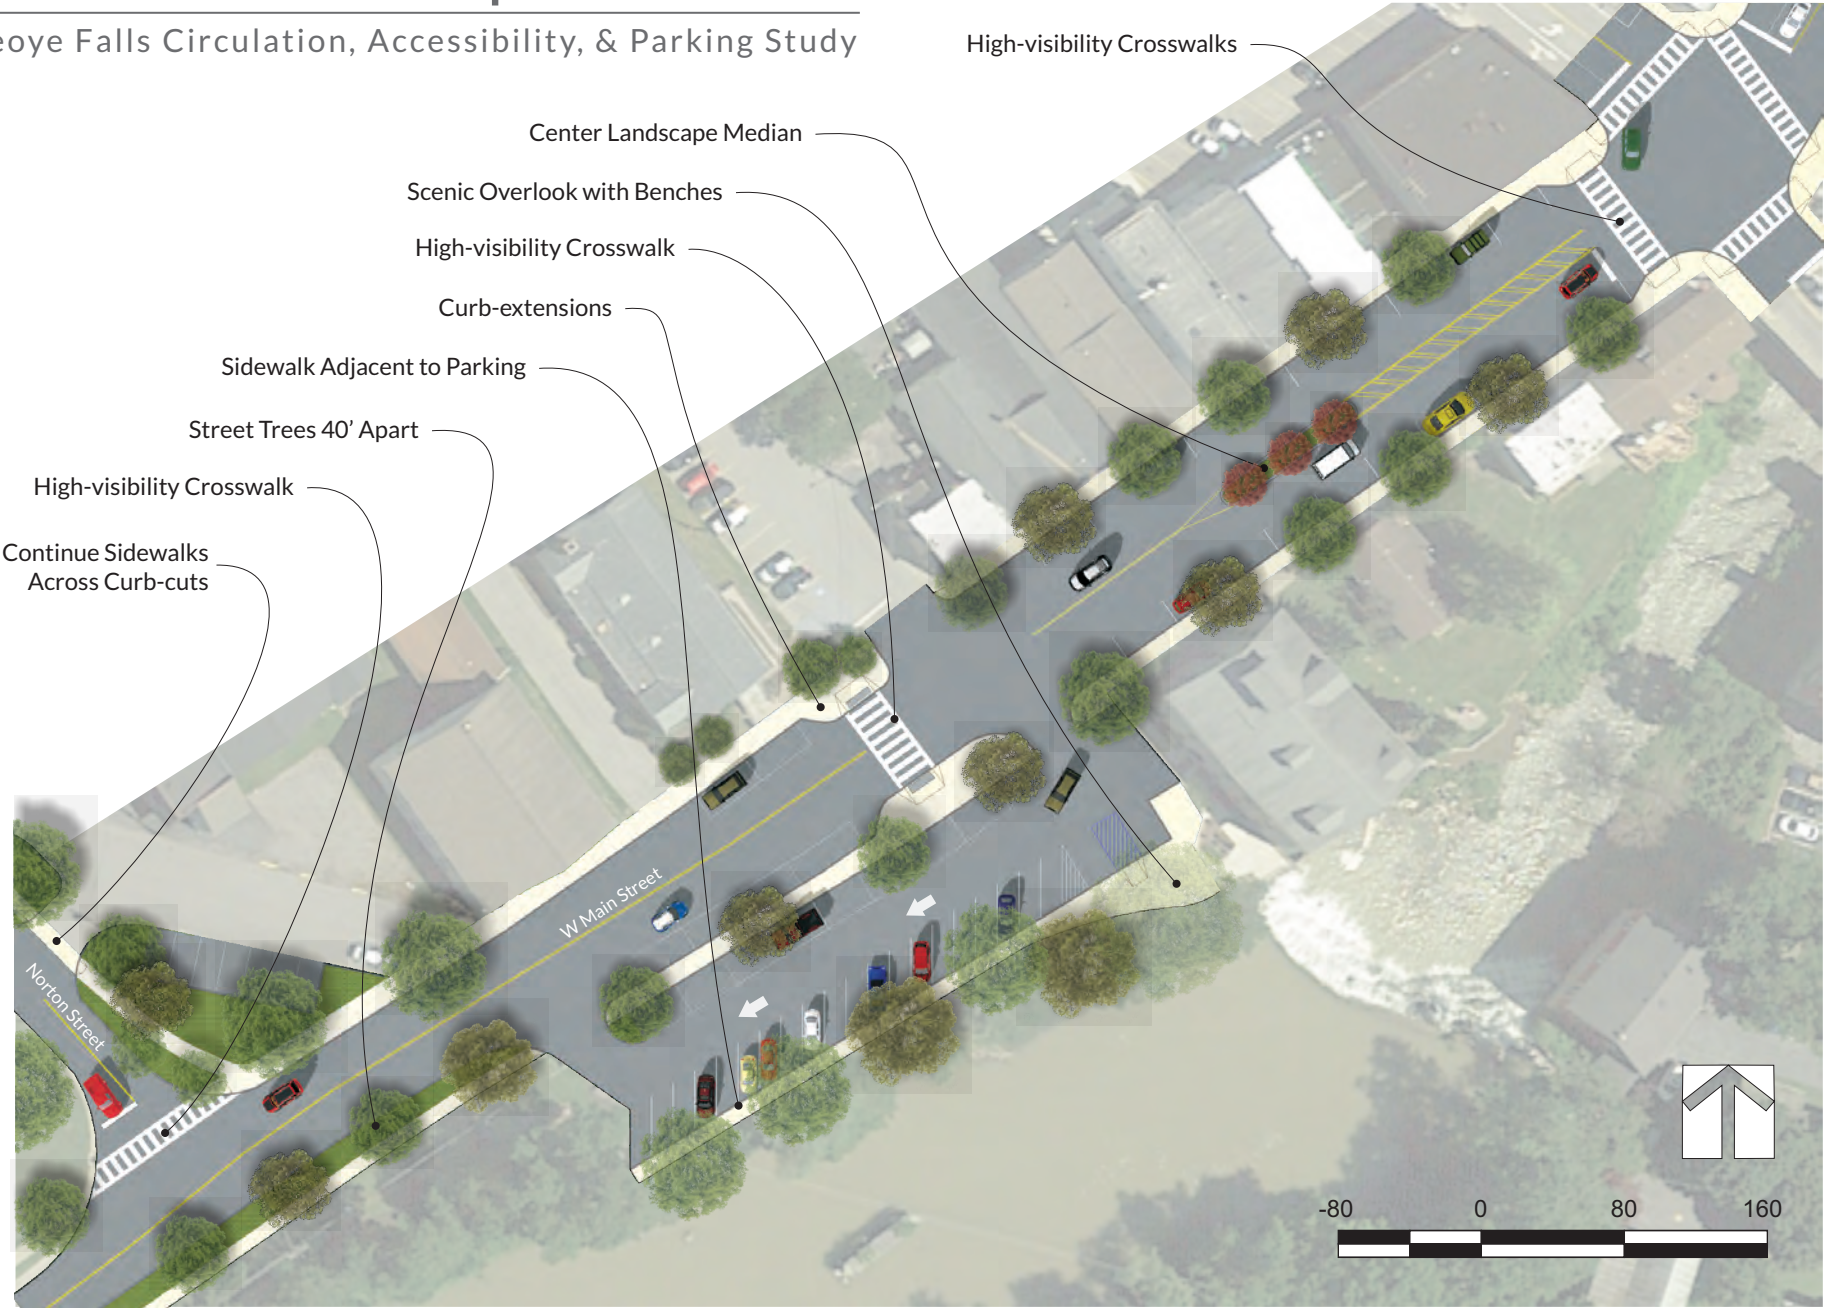 Falls Circulation, Accessibility, & Parking Study
High-visibility Crosswalks
Center Landscape Median
Scenic Overlook with Benches
High-visibility Crosswalk
Curb-extensions
Sidewalk Adjacent to Parking
Street Trees 40’ Apart
High-visibility Crosswalk
Continue Sidewalks
Across Curb-cuts
W Main Street
Norton Street
-80 0 80 160